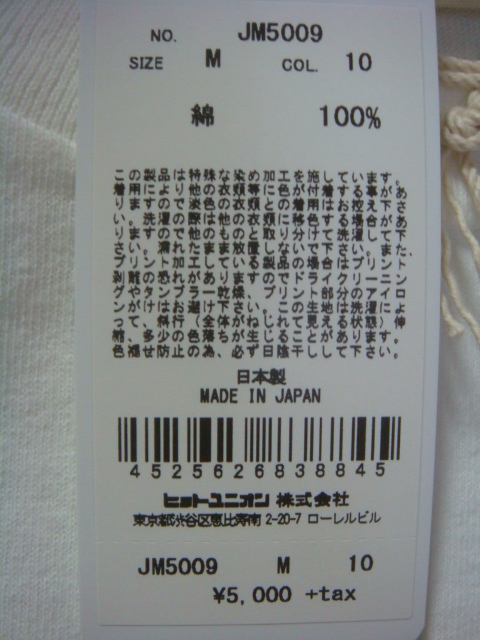 NO. JM5009
SIZE M COL. 10
綿 100%
この製品は特殊な染め加工を施しています。
着用により他の衣類等に色が付着する事があ
りますので淡色の衣類との着用はお控え下さ
い。洗濯の際は他の衣類に移色する場合があ
りますので他のものと取り分けて洗濯して下
さい。濡れたまま放置しないで下さい。また、
プリント加工している製品の場合はプリント
剥離の恐れがありますのでドライクリーニン
グやタンブラー乾燥、プリント部分のアイロ
ンがけはお避け下さい。この生地は洗濯によ
って、斜行（全体がねじれて見える状態）伸
縮、多少の色落ちが生じることがあります。
色褪せ防止の為、必ず日陰干しして下さい。
日本製
MADE IN JAPAN
4525626838845
ヒットユニオン 株式会社
東京都渋谷区恵比寿南 2-20-7 ローレルビル
JM5009 M 10
¥5,000 +tax